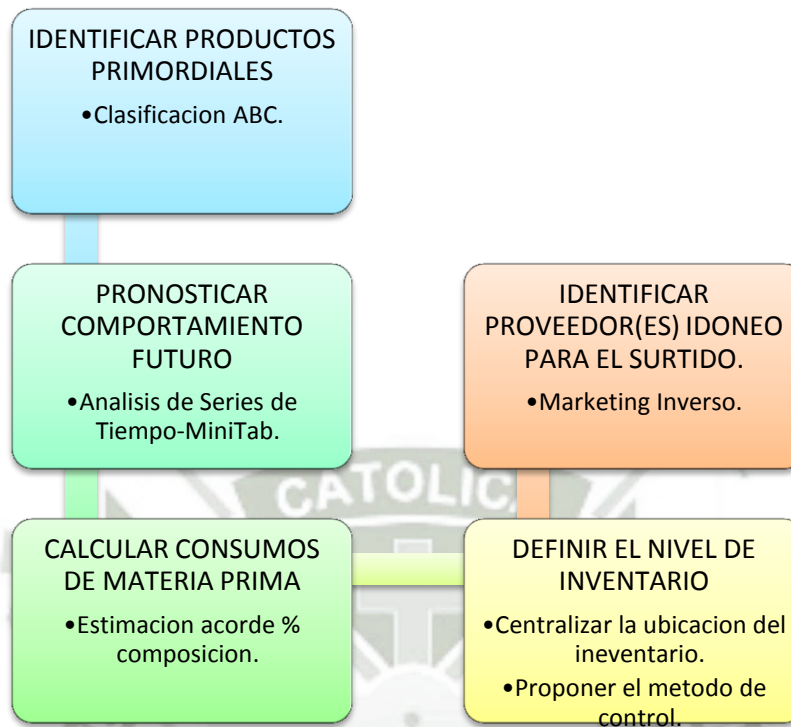 IDENTIFICAR PRODUCTOS
PRIMORDIALES
•Clasificacion ABC.
PRONOSTICAR
COMPORTAMIENTO
FUTURO
•Analisis de Series de
Tiempo-MiniTab.
CALCULAR CONSUMOS
DE MATERIA PRIMA
•Estimacion acorde %
composicion.
DEFINIR EL NIVEL DE
INVENTARIO
•Centralizar la ubicacion del
ineventario.
•Proponer el metodo de
control.
IDENTIFICAR
PROVEEDOR(ES) IDONEO
PARA EL SURTIDO.
•Marketing Inverso.
CATOLICA